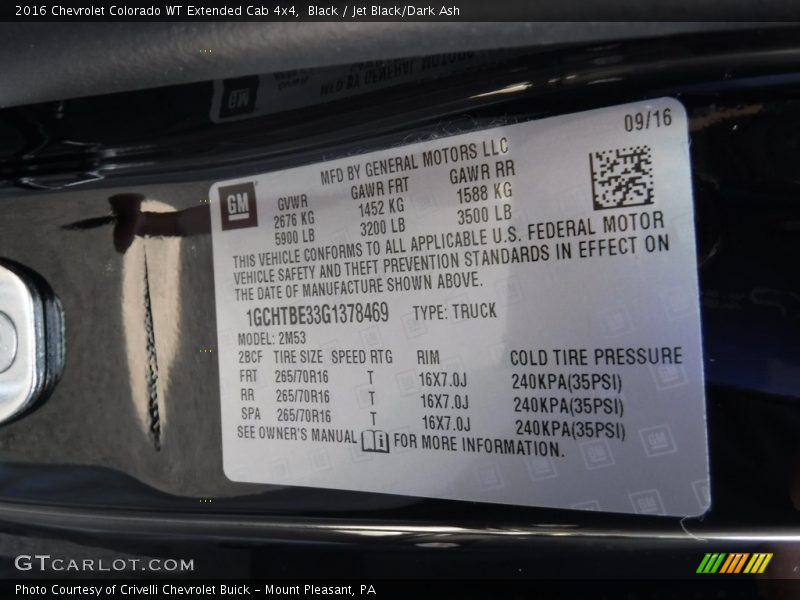 2016 Chevrolet Colorado WT Extended Cab 4x4, Black / Jet Black/Dark Ash
09/16
MFD BY GENERAL MOTORS LLC
GM
GVWR GAWR FRT GAWR RR
2676 KG 1452 KG 1588 KG
5900 LB 3200 LB 3500 LB
THIS VEHICLE CONFORMS TO ALL APPLICABLE U.S. FEDERAL MOTOR
VEHICLE SAFETY AND THEFT PREVENTION STANDARDS IN EFFECT ON
THE DATE OF MANUFACTURE SHOWN ABOVE.
1GCHTBE33G1378469 TYPE: TRUCK
MODEL: 2M53
2BCF TIRE SIZE SPEED RTG RIM COLD TIRE PRESSURE
FRT 265/70R16 T 16X7.0J 240KPA(35PSI)
RR 265/70R16 T 16X7.0J 240KPA(35PSI)
SPA 265/70R16 T 16X7.0J 240KPA(35PSI)
SEE OWNER'S MANUAL FOR MORE INFORMATION.
GTCARLOT.COM
Photo Courtesy of Crivelli Chevrolet Buick - Mount Pleasant, PA